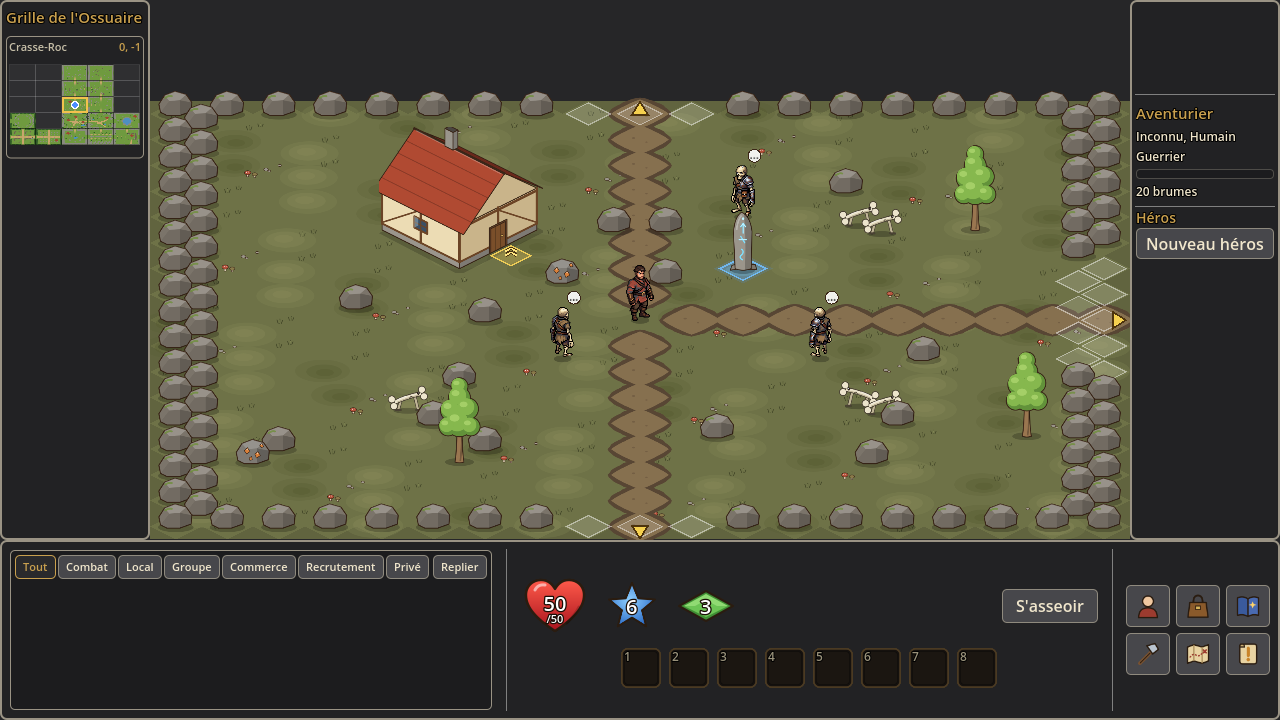 Grille de l'Ossuaire
Crasse-Roc 0, -1
Aventurier
Inconnu, Humain
Guerrier
20 brumes
Héros
Nouveau héros
Tout Combat Local Groupe Commerce Recrutement Privé Replier
50
/50
6
3
S'asseoir
1 2 3 4 5 6 7 8